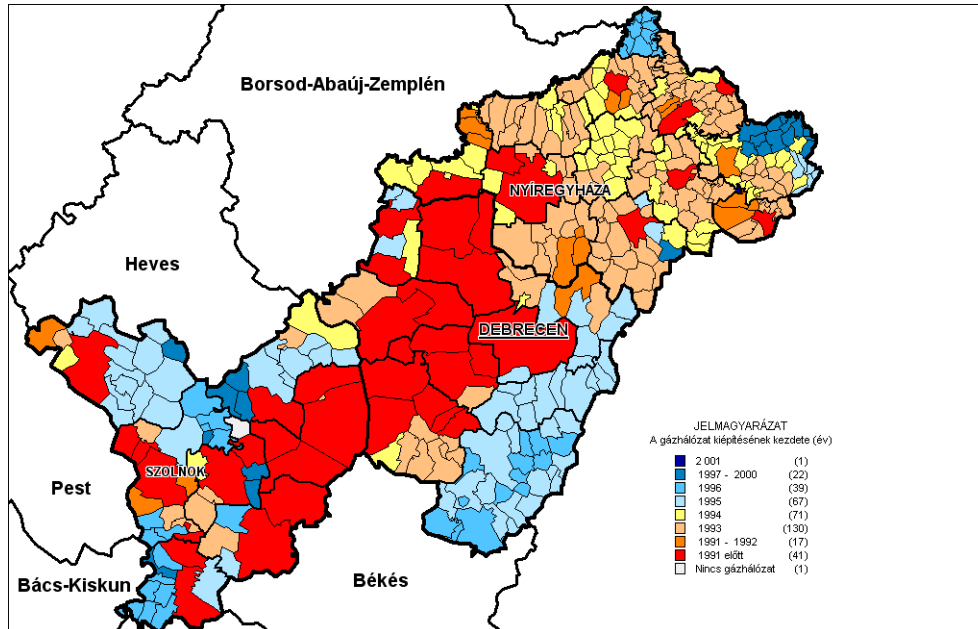 Borsod-Abaúj-Zemplén
NYÍREGYHÁZA
Heves
DEBRECEN
SZOLNOK
Pest
Bács-Kiskun
Békés
JELMAGYARÁZAT
A gázhálózat kiépítésének kezdete (év)
2 001 (1)
1997 - 2000 (22)
1996 (39)
1995 (67)
1994 (71)
1993 (130)
1991 - 1992 (17)
1991 előtt (41)
Nincs gázhálózat (1)